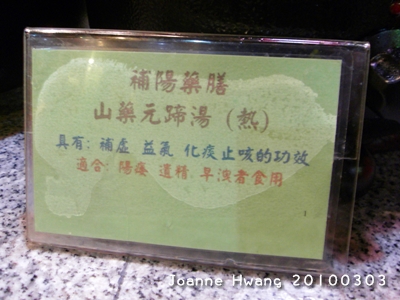 補陽藥膳
山藥元蹄湯（熱）
具有：補虛 益氣 化痰止咳的功效
適合：陽痿 遺精 早洩者食用
Joanne Hwang 20100303